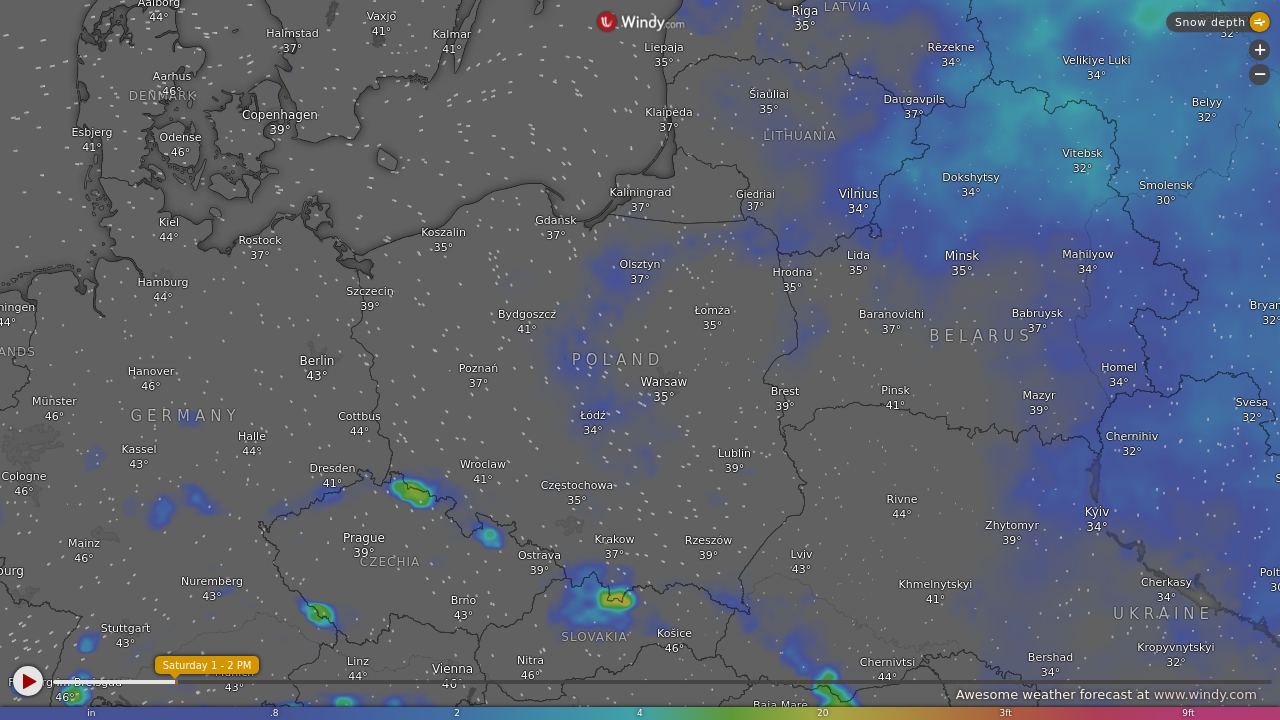 Aalborg
44°
Halmstad
37°
Vaxjo
41°
Kalmar
41°
Windy.com
Liepaja
35°
Riga
35°
LATVIA
Rēzekne
34°
Snow depth
32°
+
−
Velikiye Luki
34°
Aarhus
46°
DENMARK
Copenhagen
39°
Esbjerg
41°
Odense
46°
Klaipėda
37°
Šiauliai
35°
LITHUANIA
Daugavpils
37°
Belyy
32°
Vitebsk
32°
Kiel
44°
Rostock
37°
Koszalin
35°
Gdańsk
37°
Kaliningrad
37°
Giedriai
37°
Vilnius
34°
Dokshytsy
34°
Smolensk
30°
Hamburg
44°
Szczecin
39°
Olsztyn
37°
Hrodna
35°
Lida
35°
Minsk
35°
Mahilyow
34°
ningen
44°
Bydgoszcz
41°
Łomża
35°
Baranovichi
37°
Babruysk
37°
BELARUS
Bryan
32°
ANDS
Hanover
46°
Berlin
43°
Poznań
37°
POLAND
Warsaw
35°
Brest
39°
Pinsk
41°
Mazyr
39°
Homel
34°
Münster
46°
GERMANY
Cottbus
44°
Łódź
34°
Svesa
32°
Kassel
43°
Halle
44°
Chernihiv
32°
Cologne
46°
Dresden
41°
Wroclaw
41°
Częstochowa
35°
Lublin
39°
Rivne
44°
Zhytomyr
39°
Kyiv
34°
S
Mainz
46°
Prague
39°
CZECHIA
Ostrava
39°
Krakow
37°
Rzeszow
39°
Lviv
43°
ourg
Nuremberg
43°
Brno
43°
Khmelnytskyi
41°
Cherkasy
34°
Polt
30
UKRAINE
Stuttgart
43°
SLOVAKIA
Košice
46°
Kropyvnytskyi
32°
Saturday 1 - 2 PM
Linz
44°
Vienna
46°
Nitra
46°
Chernivtsi
44°
Bershad
34°
46°
43°
Baia Mare
Awesome weather forecast at www.windy.com
in .8 2 4 20 3ft 9ft